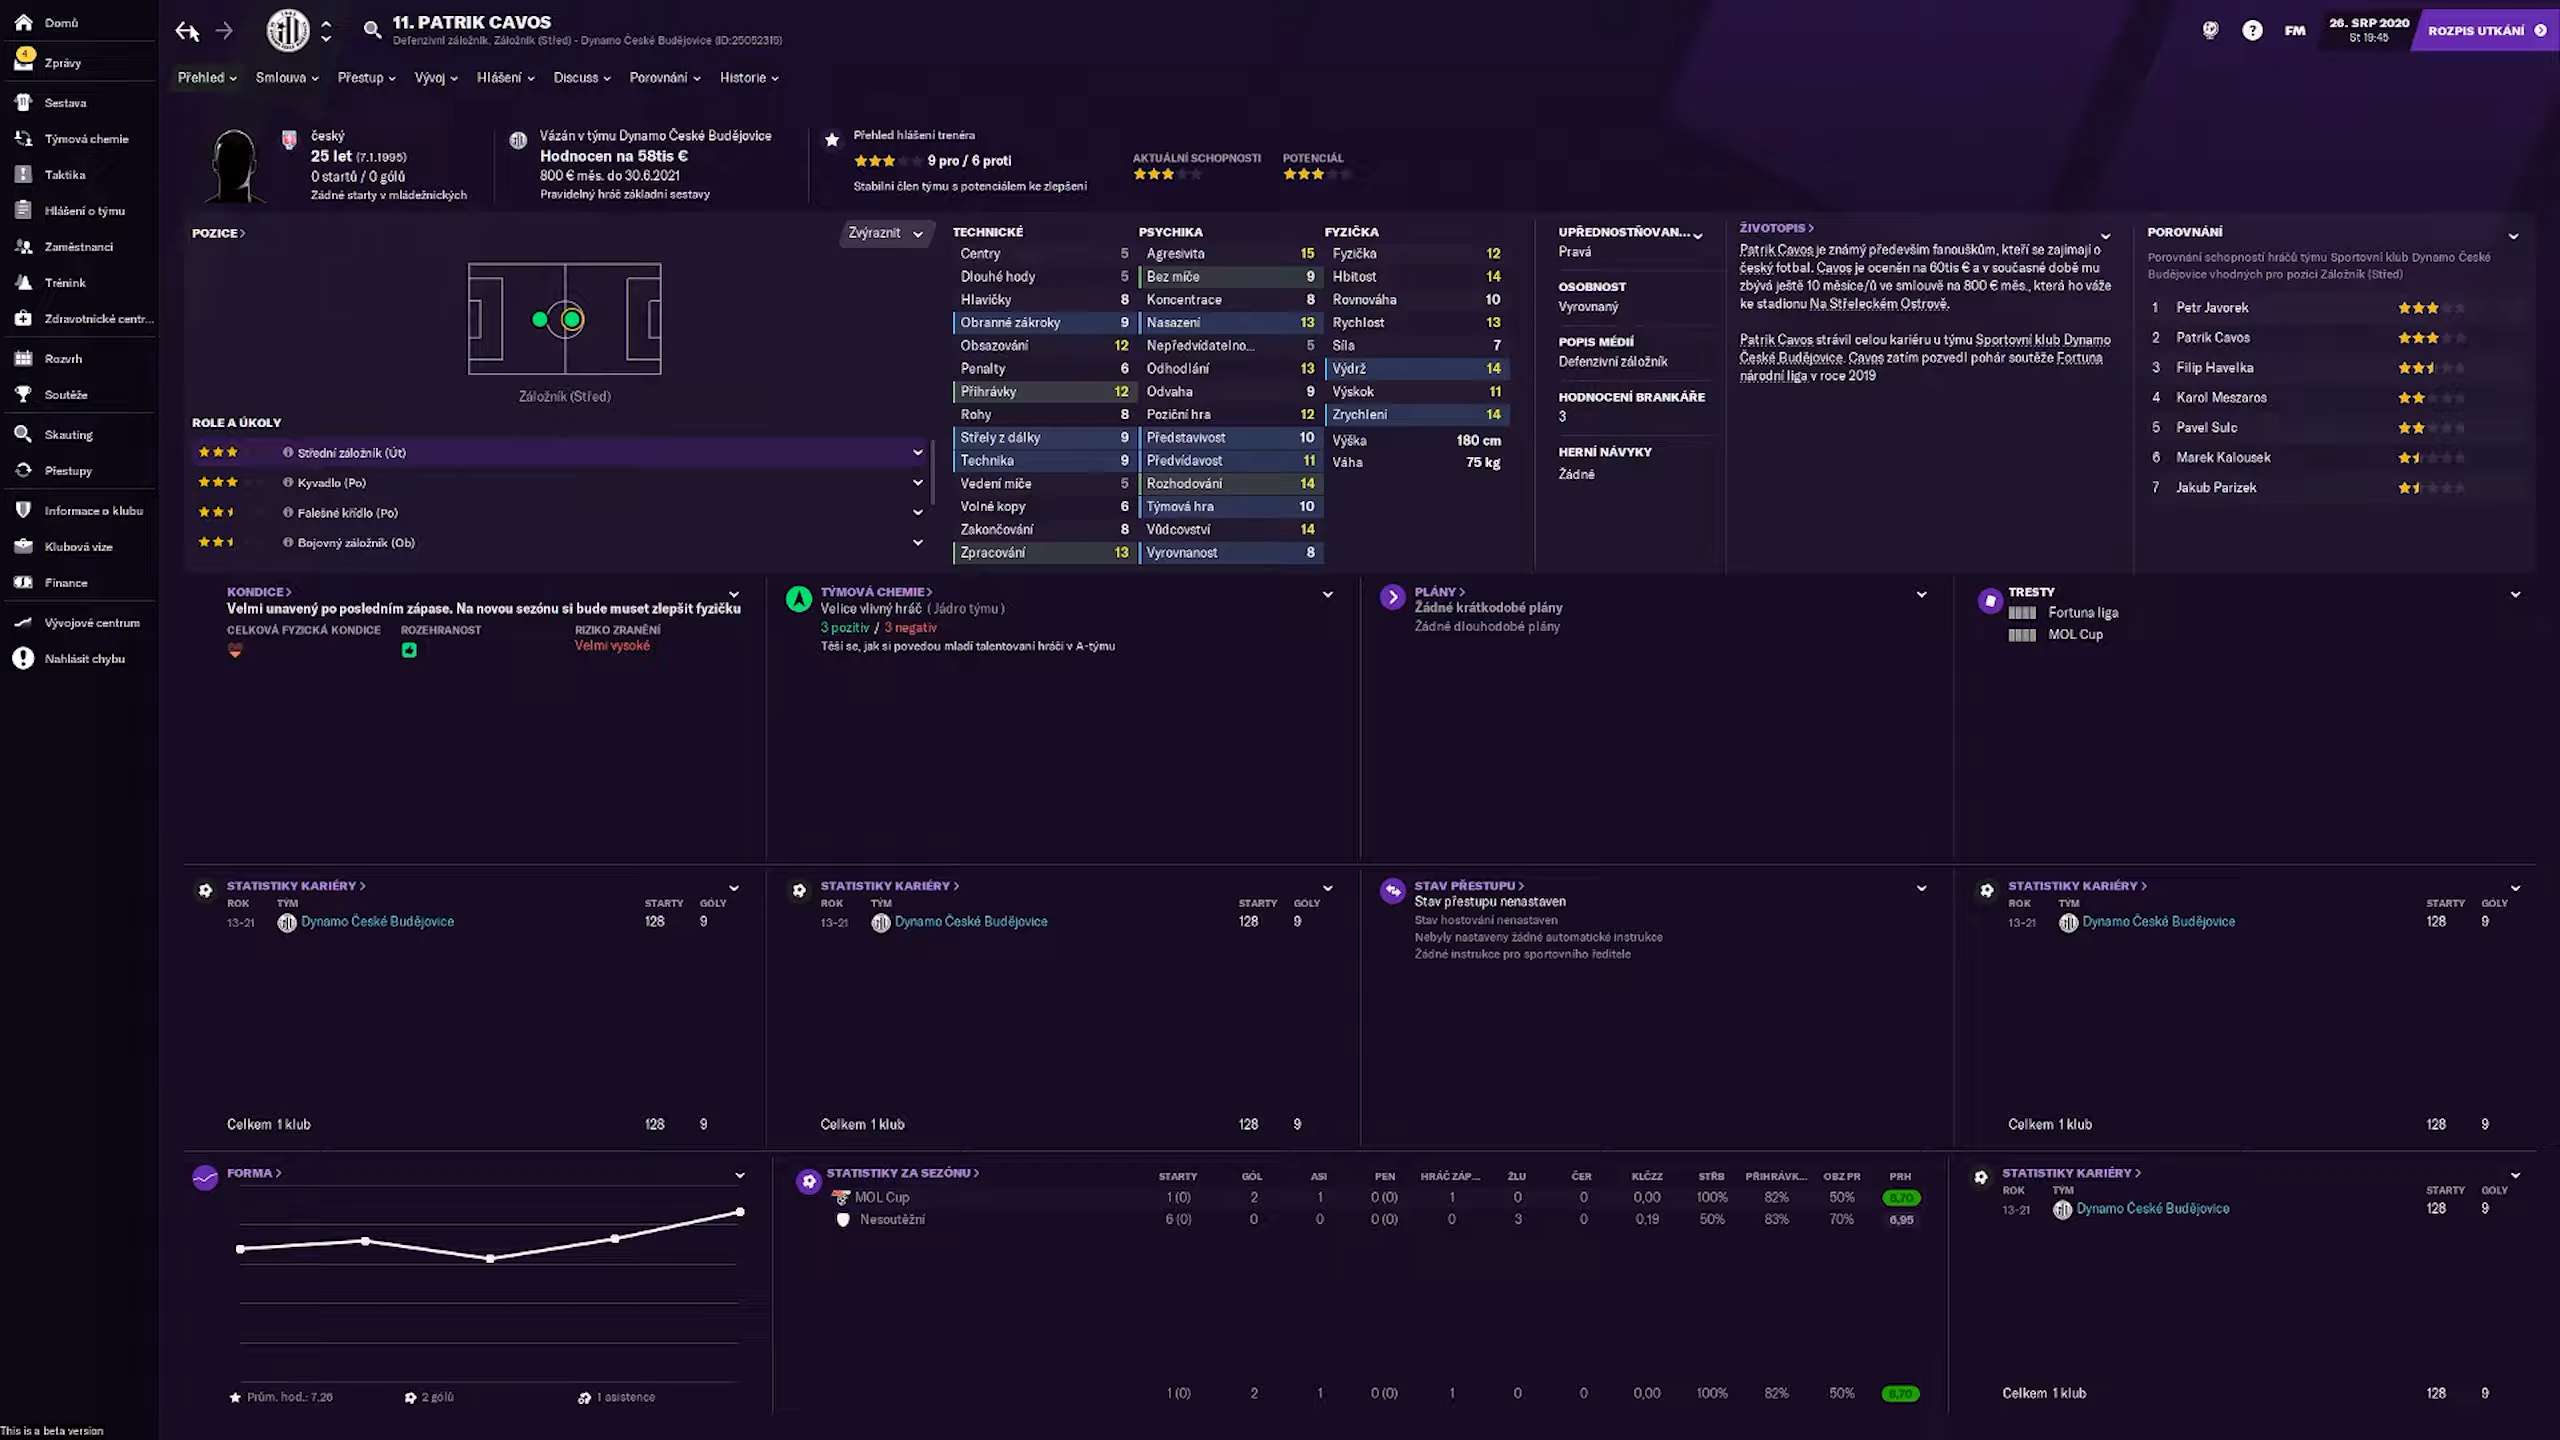 Domů
4
Zprávy
Sestava
Týmová chemie
Taktika
Hlášení o týmu
Zaměstnanci
Trénink
Zdravotnické centr...
Rozvrh
Soutěže
Skauting
Přestupy
Informace o klubu
Klubová vize
Finance
Vývojové centrum
Nahlásit chybu
This is a beta version
11. PATRIK CAVOS
Defenzivní záložník, Záložník (Střed) - Dynamo České Budějovice (ID:25052315)
FM
26. SRP 2020
St 19:45
ROZPIS UTKÁNÍ
Přehled
Smlouva
Přestup
Vývoj
Hlášení
Discuss
Porovnání
Historie
český
25 let (7.1.1995)
0 startů / 0 gólů
Žádné starty v mládežnických
Vázán v týmu Dynamo České Budějovice
Hodnocen na 58tis €
800 € měs. do 30.6.2021
Pravidelný hráč základní sestavy
Přehled hlášení trenéra
9 pro / 6 proti
Stabilní člen týmu s potenciálem ke zlepšení
AKTUÁLNÍ SCHOPNOSTI
POTENCIÁL
POZICE
Zvýraznit
Záložník (Střed)
ROLE A ÚKOLY
Střední záložník (Út)
Kyvadlo (Po)
Falešné křídlo (Po)
Bojovný záložník (Ob)
TECHNICKÉ
Centry 5
Dlouhé hody 5
Hlavičky 8
Obranné zákroky 9
Obsazování 12
Penalty 6
Přihrávky 12
Rohy 8
Střely z dálky 9
Technika 9
Vedení míče 5
Volné kopy 6
Zakončování 8
Zpracování 13
PSYCHIKA
Agresivita 15
Bez míče 9
Koncentrace 8
Nasazení 13
Nepředvídatelno... 5
Odhodlání 13
Odvaha 9
Poziční hra 12
Představivost 10
Předvídavost 11
Rozhodování 14
Týmová hra 10
Vůdcovství 14
Vyrovnanost 8
FYZIČKA
Fyzička 12
Hbitost 14
Rovnováha 10
Rychlost 13
Síla 7
Výdrž 14
Výskok 11
Zrychlení 14
Výška 180 cm
Váha 75 kg
UPŘEDNOSTŇOVAN...
Pravá
OSOBNOST
Vyrovnaný
POPIS MÉDIÍ
Defenzivní záložník
HODNOCENÍ BRANKÁŘE
3
HERNÍ NÁVYKY
Žádné
ŽIVOTOPIS
Patrik Cavos je známý především fanouškům, kteří se zajímají o
český fotbal. Cavos je oceněn na 60tis € a v současné době mu
zbývá ještě 10 měsíce/ů ve smlouvě na 800 € měs., která ho váže
ke stadionu Na Střeleckém Ostrově.
Patrik Cavos strávil celou kariéru u týmu Sportovní klub Dynamo
České Budějovice. Cavos zatím pozvedl pohár soutěže Fortuna
národní liga v roce 2019
POROVNÁNÍ
Porovnání schopností hráčů týmu Sportovní klub Dynamo České
Budějovice vhodných pro pozici Záložník (Střed)
1 Petr Javorek
2 Patrik Cavos
3 Filip Havelka
4 Karol Meszaros
5 Pavel Sulc
6 Marek Kalousek
7 Jakub Parizek
KONDICE
Velmi unavený po posledním zápase. Na novou sezónu si bude muset zlepšit fyzičku
CELKOVÁ FYZICKÁ KONDICE
ROZEHRANOST
RIZIKO ZRANĚNÍ
Velmi vysoké
TÝMOVÁ CHEMIE
Velice vlivný hráč (Jádro týmu)
3 pozitiv / 3 negativ
Těší se, jak si povedou mladí talentovaní hráči v A-týmu
PLÁNY
Žádné krátkodobé plány
Žádné dlouhodobé plány
TRESTY
Fortuna liga
MOL Cup
STATISTIKY KARIÉRY
ROK TÝM STARTY GÓLY
13-21 Dynamo České Budějovice 128 9
Celkem 1 klub 128 9
STATISTIKY KARIÉRY
ROK TÝM STARTY GÓLY
13-21 Dynamo České Budějovice 128 9
Celkem 1 klub 128 9
STAV PŘESTUPU
Stav přestupu nenastaven
Stav hostování nenastaven
Nebyly nastaveny žádné automatické instrukce
Žádné instrukce pro sportovního ředitele
STATISTIKY KARIÉRY
ROK TÝM STARTY GÓLY
13-21 Dynamo České Budějovice 128 9
Celkem 1 klub 128 9
FORMA
Prům. hod.: 7,26
2 gólů
1 asistence
STATISTIKY ZA SEZÓNU STARTY GÓL ASI PEN HRÁČ ZÁP... ŽLU ČER KLČZZ STŘB PŘIHRÁVK... OBZ PR PRH
MOL Cup 1 (0) 2 1 0 (0) 1 0 0 0,00 100% 82% 50% 8,70
Nesoutěžní 6 (0) 0 0 0 (0) 0 3 0 0,19 50% 83% 70% 6,95
1 (0) 2 1 0 (0) 1 0 0 0,00 100% 82% 50% 8,70
STATISTIKY KARIÉRY
ROK TÝM STARTY GÓLY
13-21 Dynamo České Budějovice 128 9
Celkem 1 klub 128 9